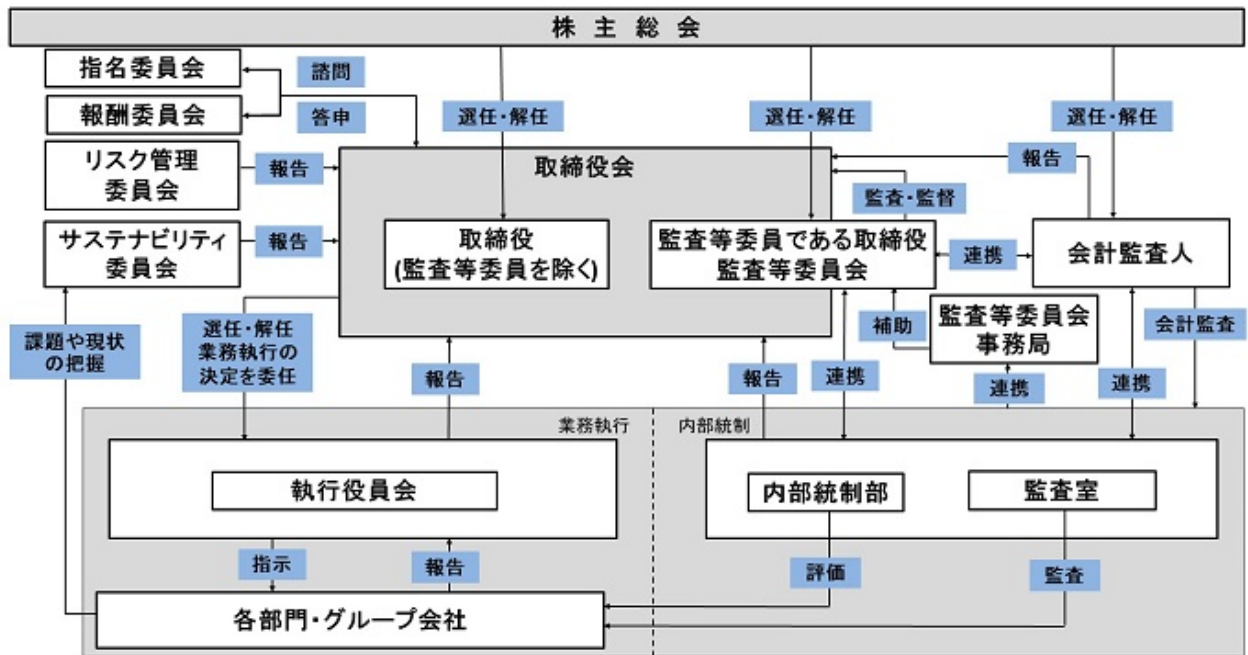 株主総会
指名委員会
諮問
報酬委員会
答申
選任・解任
選任・解任
選任・解任
リスク管理
委員会
報告
取締役会
報告
監査・監督
サステナビリティ
委員会
報告
取締役
(監査等委員を除く)
監査等委員である取締役
監査等委員会
連携
会計監査人
課題や現状
の把握
選任・解任
業務執行の
決定を委任
報告
報告
連携
補助
監査等委員会
事務局
連携
連携
会計監査
業務執行
内部統制
執行役員会
内部統制部
監査室
指示
報告
評価
監査
各部門・グループ会社